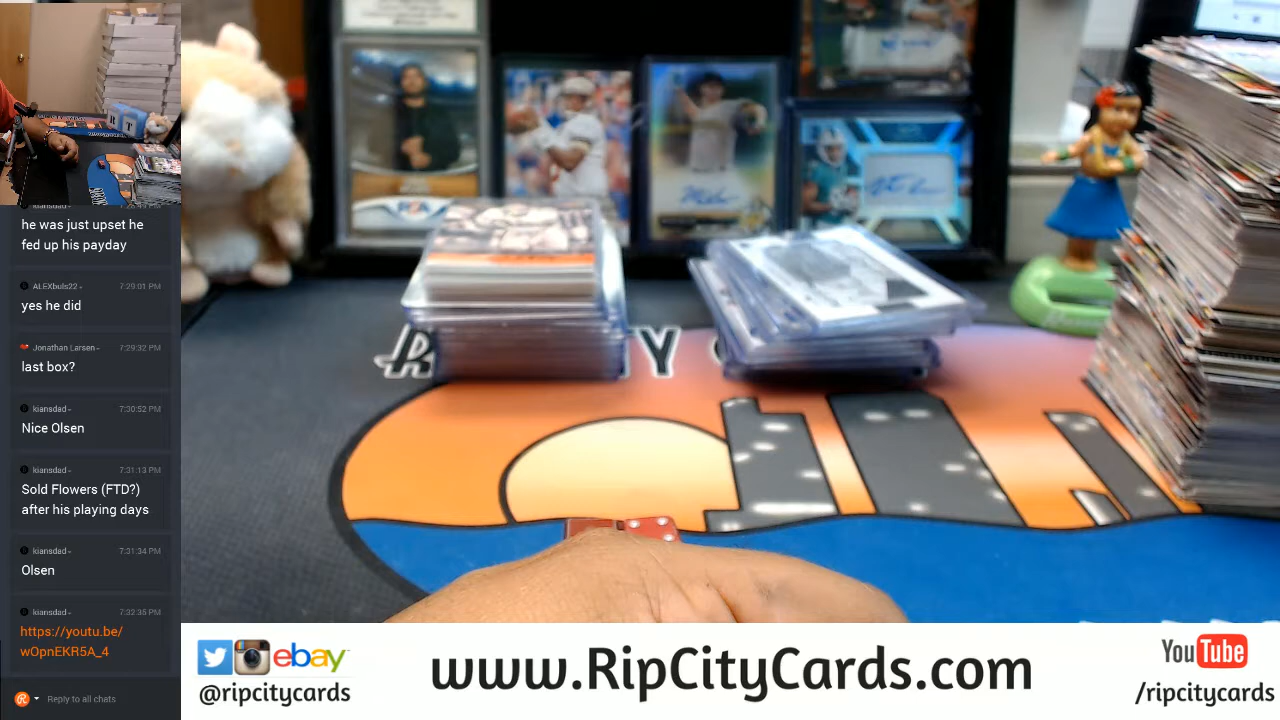 he was just upset he
fed up his payday
ALEXbuls22
7:29:01 PM
yes he did
Jonathan Larsen
7:29:32 PM
last box?
kiansdad
7:30:52 PM
Nice Olsen
kiansdad
7:31:13 PM
Sold Flowers (FTD?)
after his playing days
kiansdad
7:31:34 PM
Olsen
kiansdad
7:32:35 PM
https://youtu.be/
wOpnEKR5A_4
Reply to all chats
R T
R Y
ebay
@ripcitycards
www.RipCityCards.com
YouTube
/ripcitycards